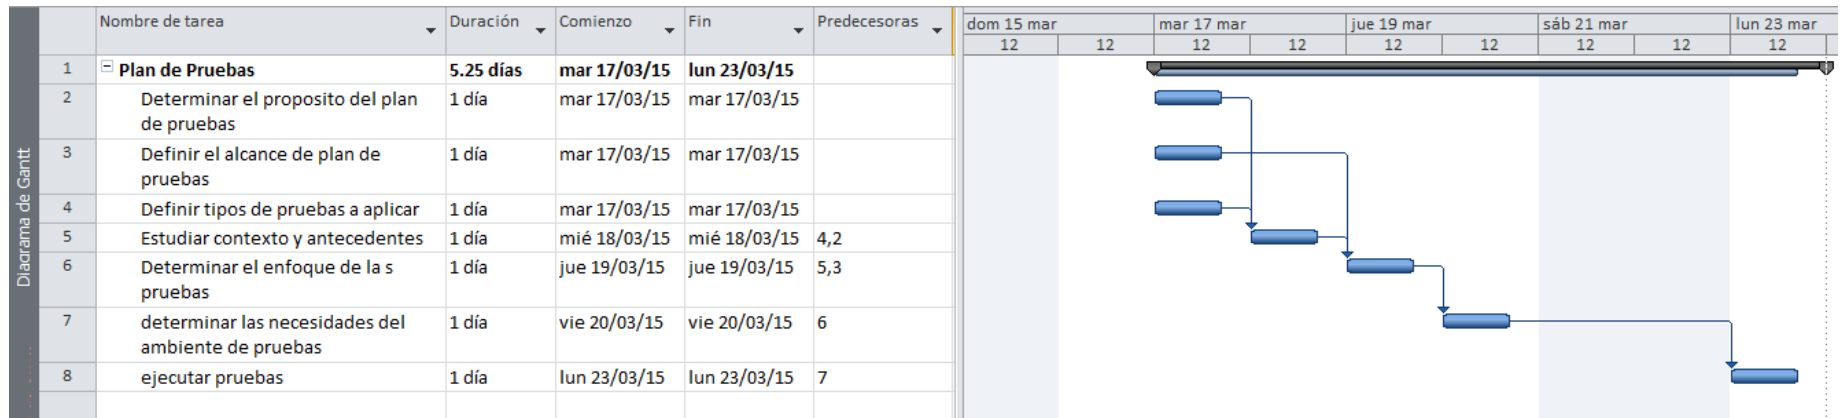 Nombre de tarea Duración Comienzo Fin Predecesoras dom 15 mar mar 17 mar jue 19 mar sáb 21 mar lun 23 mar
12 12 12 12 12 12 12 12 12
1 Plan de Pruebas 5.25 días mar 17/03/15 lun 23/03/15
2 Determinar el proposito del plan 1 día mar 17/03/15 mar 17/03/15
de pruebas
3 Definir el alcance de plan de 1 día mar 17/03/15 mar 17/03/15
pruebas
4 Definir tipos de pruebas a aplicar 1 día mar 17/03/15 mar 17/03/15
5 Estudiar contexto y antecedentes 1 día mié 18/03/15 mié 18/03/15 4,2
6 Determinar el enfoque de la s 1 día jue 19/03/15 jue 19/03/15 5,3
pruebas
7 determinar las necesidades del 1 día vie 20/03/15 vie 20/03/15 6
ambiente de pruebas
8 ejecutar pruebas 1 día lun 23/03/15 lun 23/03/15 7
Diagrama de Gantt